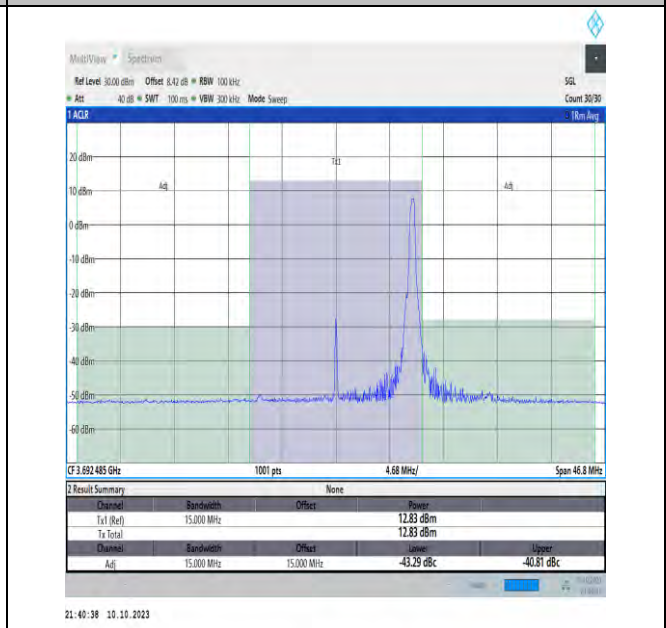 MultiView Spectrum
Ref Level 30.00 dBm Offset 8.42 dB RBW 100 kHz SGL
Att 40 dB SWT 100 ms VBW 300 kHz Mode Sweep Count 30/30
1 ACLR 1Rm Avg
Tx1
Adj Adj
20 dBm
10 dBm
0 dBm
-10 dBm
-20 dBm
-30 dBm
-40 dBm
-50 dBm
-60 dBm
CF 3.692 485 GHz 1001 pts 4.68 MHz/ Span 46.8 MHz
2 Result Summary None
Channel Bandwidth Offset Power
Tx1 (Ref) 15.000 MHz 12.83 dBm
Tx Total 12.83 dBm
Channel Bandwidth Offset Lower Upper
Adj 15.000 MHz 15.000 MHz -43.29 dBc -40.81 dBc
21:40:38 10.10.2023